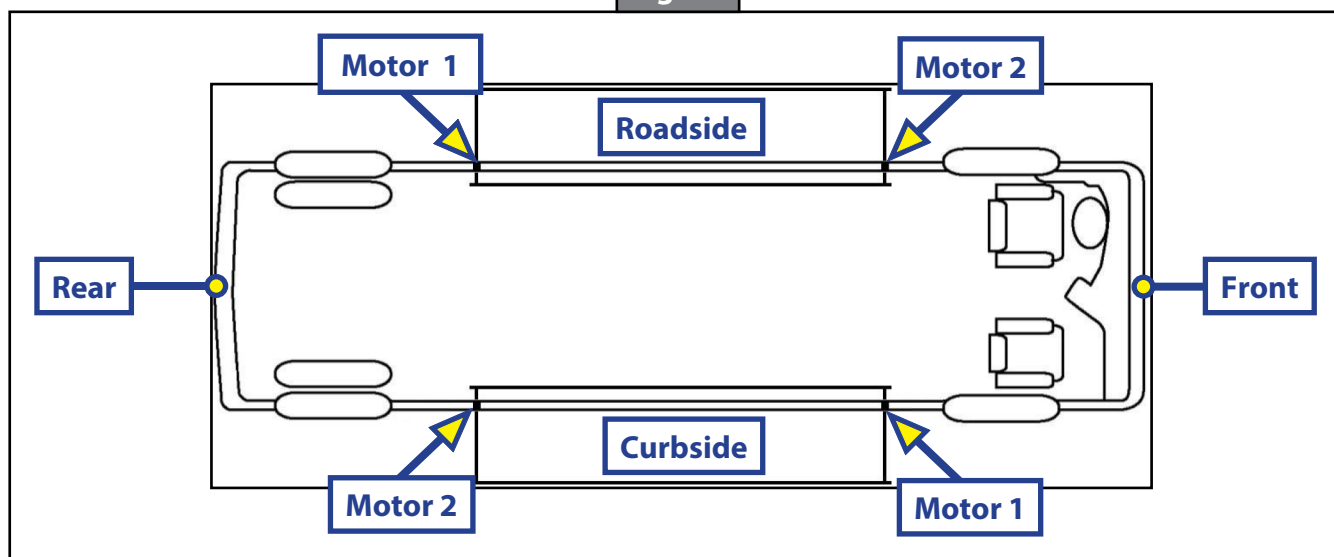 Motor 1
Motor 2
Roadside
Rear
Front
Curbside
Motor 2
Motor 1